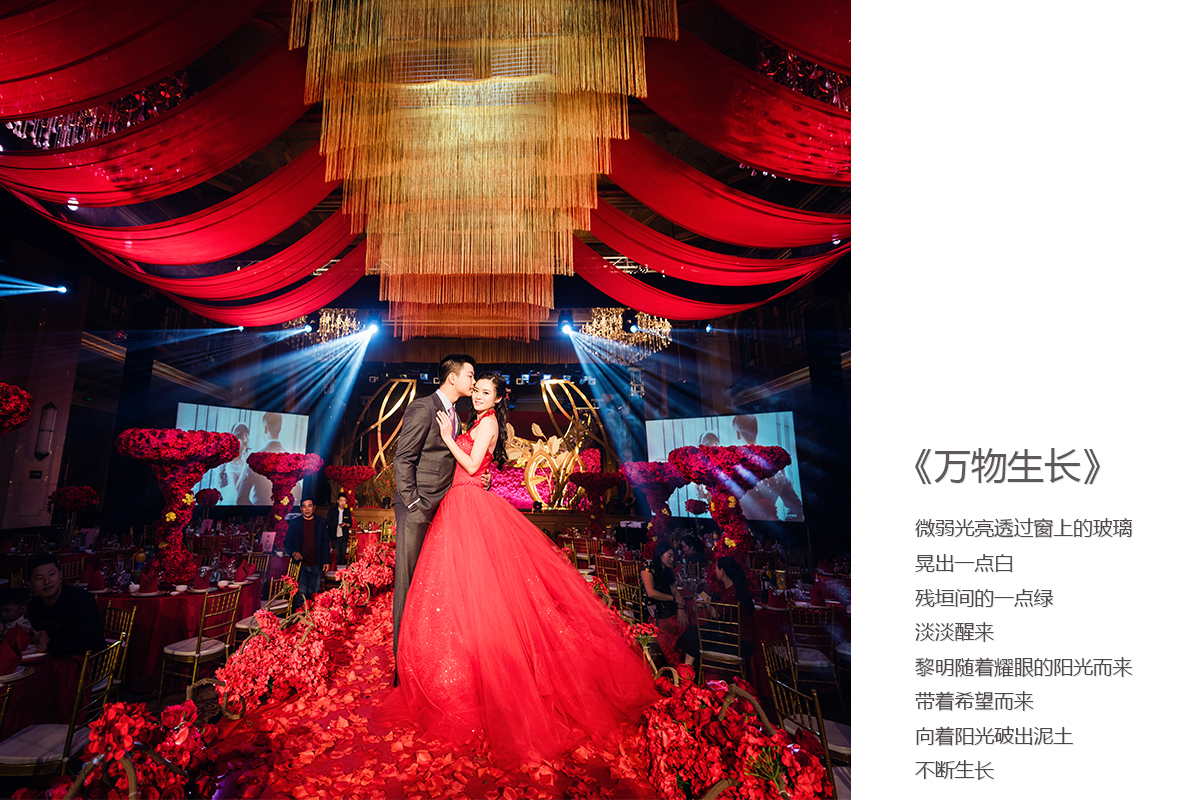 《万物生长》
微弱光亮透过窗上的玻璃
晃出一点白
残垣间的一点绿
淡淡醒来
黎明随着耀眼的阳光而来
带着希望而来
向着阳光破出泥土
不断生长